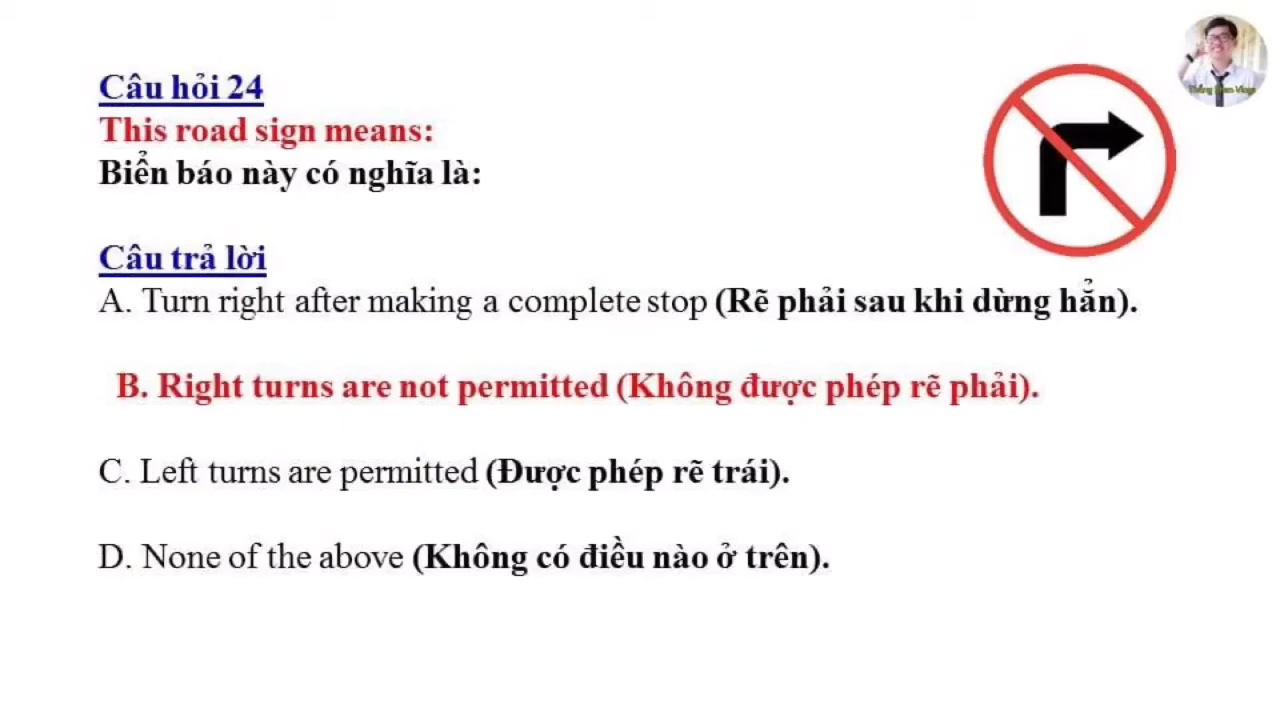 Câu hỏi 24
This road sign means:
Biển báo này có nghĩa là:
Câu trả lời
A. Turn right after making a complete stop (Rẽ phải sau khi dừng hẳn).
B. Right turns are not permitted (Không được phép rẽ phải).
C. Left turns are permitted (Được phép rẽ trái).
D. None of the above (Không có điều nào ở trên).